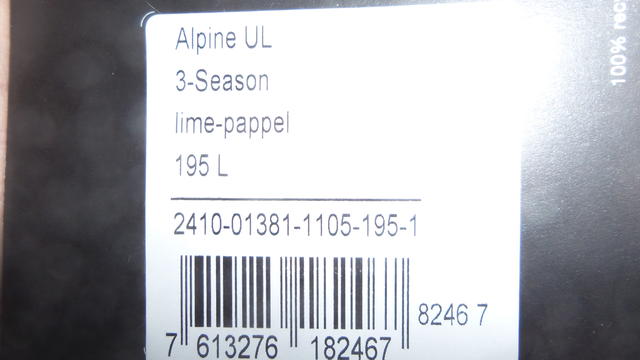 Alpine UL
3-Season
lime-pappel
195 L
2410-01381-1105-195-1
8246 7
7 613276 182467
100% rec